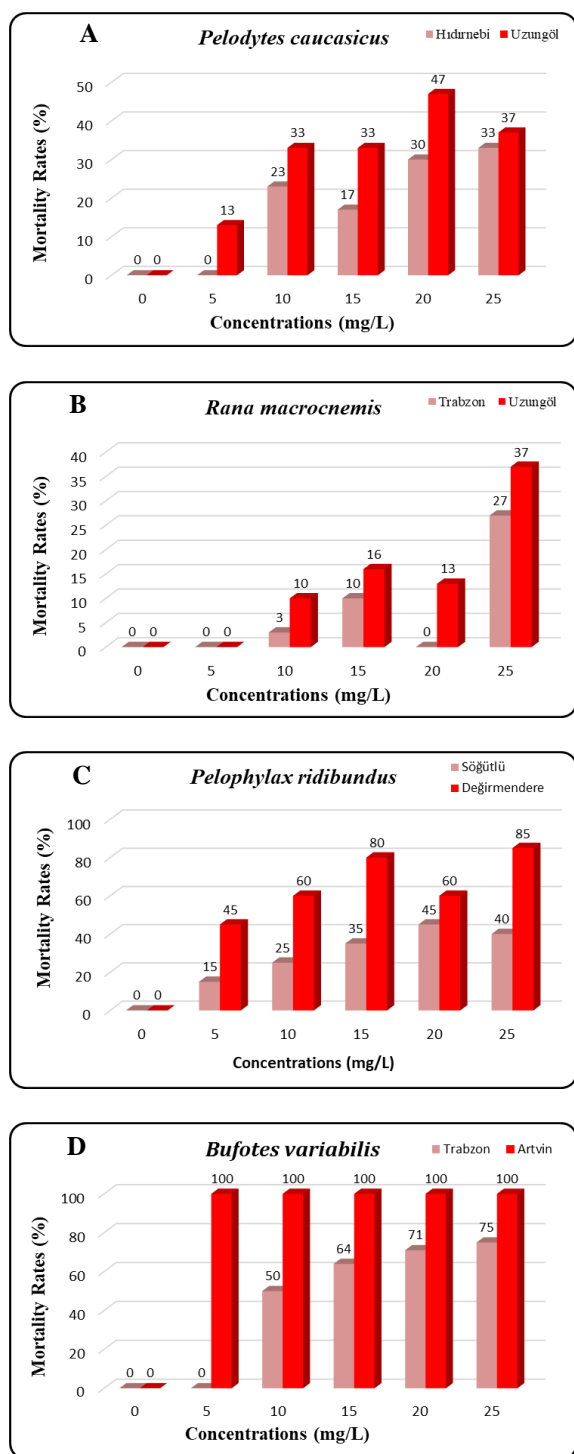 A
Pelodytes caucasicus
Hıdırnebi Uzungöl
Mortality Rates (%)
50
40
30
20
10
0
0 0
0 13
23 33
17 33
30 47
33 37
0 5 10 15 20 25
Concentrations (mg/L)
B
Rana macrocnemis
Trabzon Uzungöl
Mortality Rates (%)
40
35
30
25
20
15
10
5
0
0 0
0 0
3 10
10 16
0 13
27 37
0 5 10 15 20 25
Concentrations (mg/L)
C
Pelophylax ridibundus
Söğütlü
Değirmendere
Mortality Rates (%)
100
80
60
40
20
0
0 0
15 45
25 60
35 80
45 60
40 85
0 5 10 15 20 25
Concentrations (mg/L)
D
Bufotes variabilis
Trabzon Artvin
Mortality Rates (%)
100
80
60
40
20
0
0 0
0 100
50 100
64 100
71 100
75 100
0 5 10 15 20 25
Concentrations (mg/L)